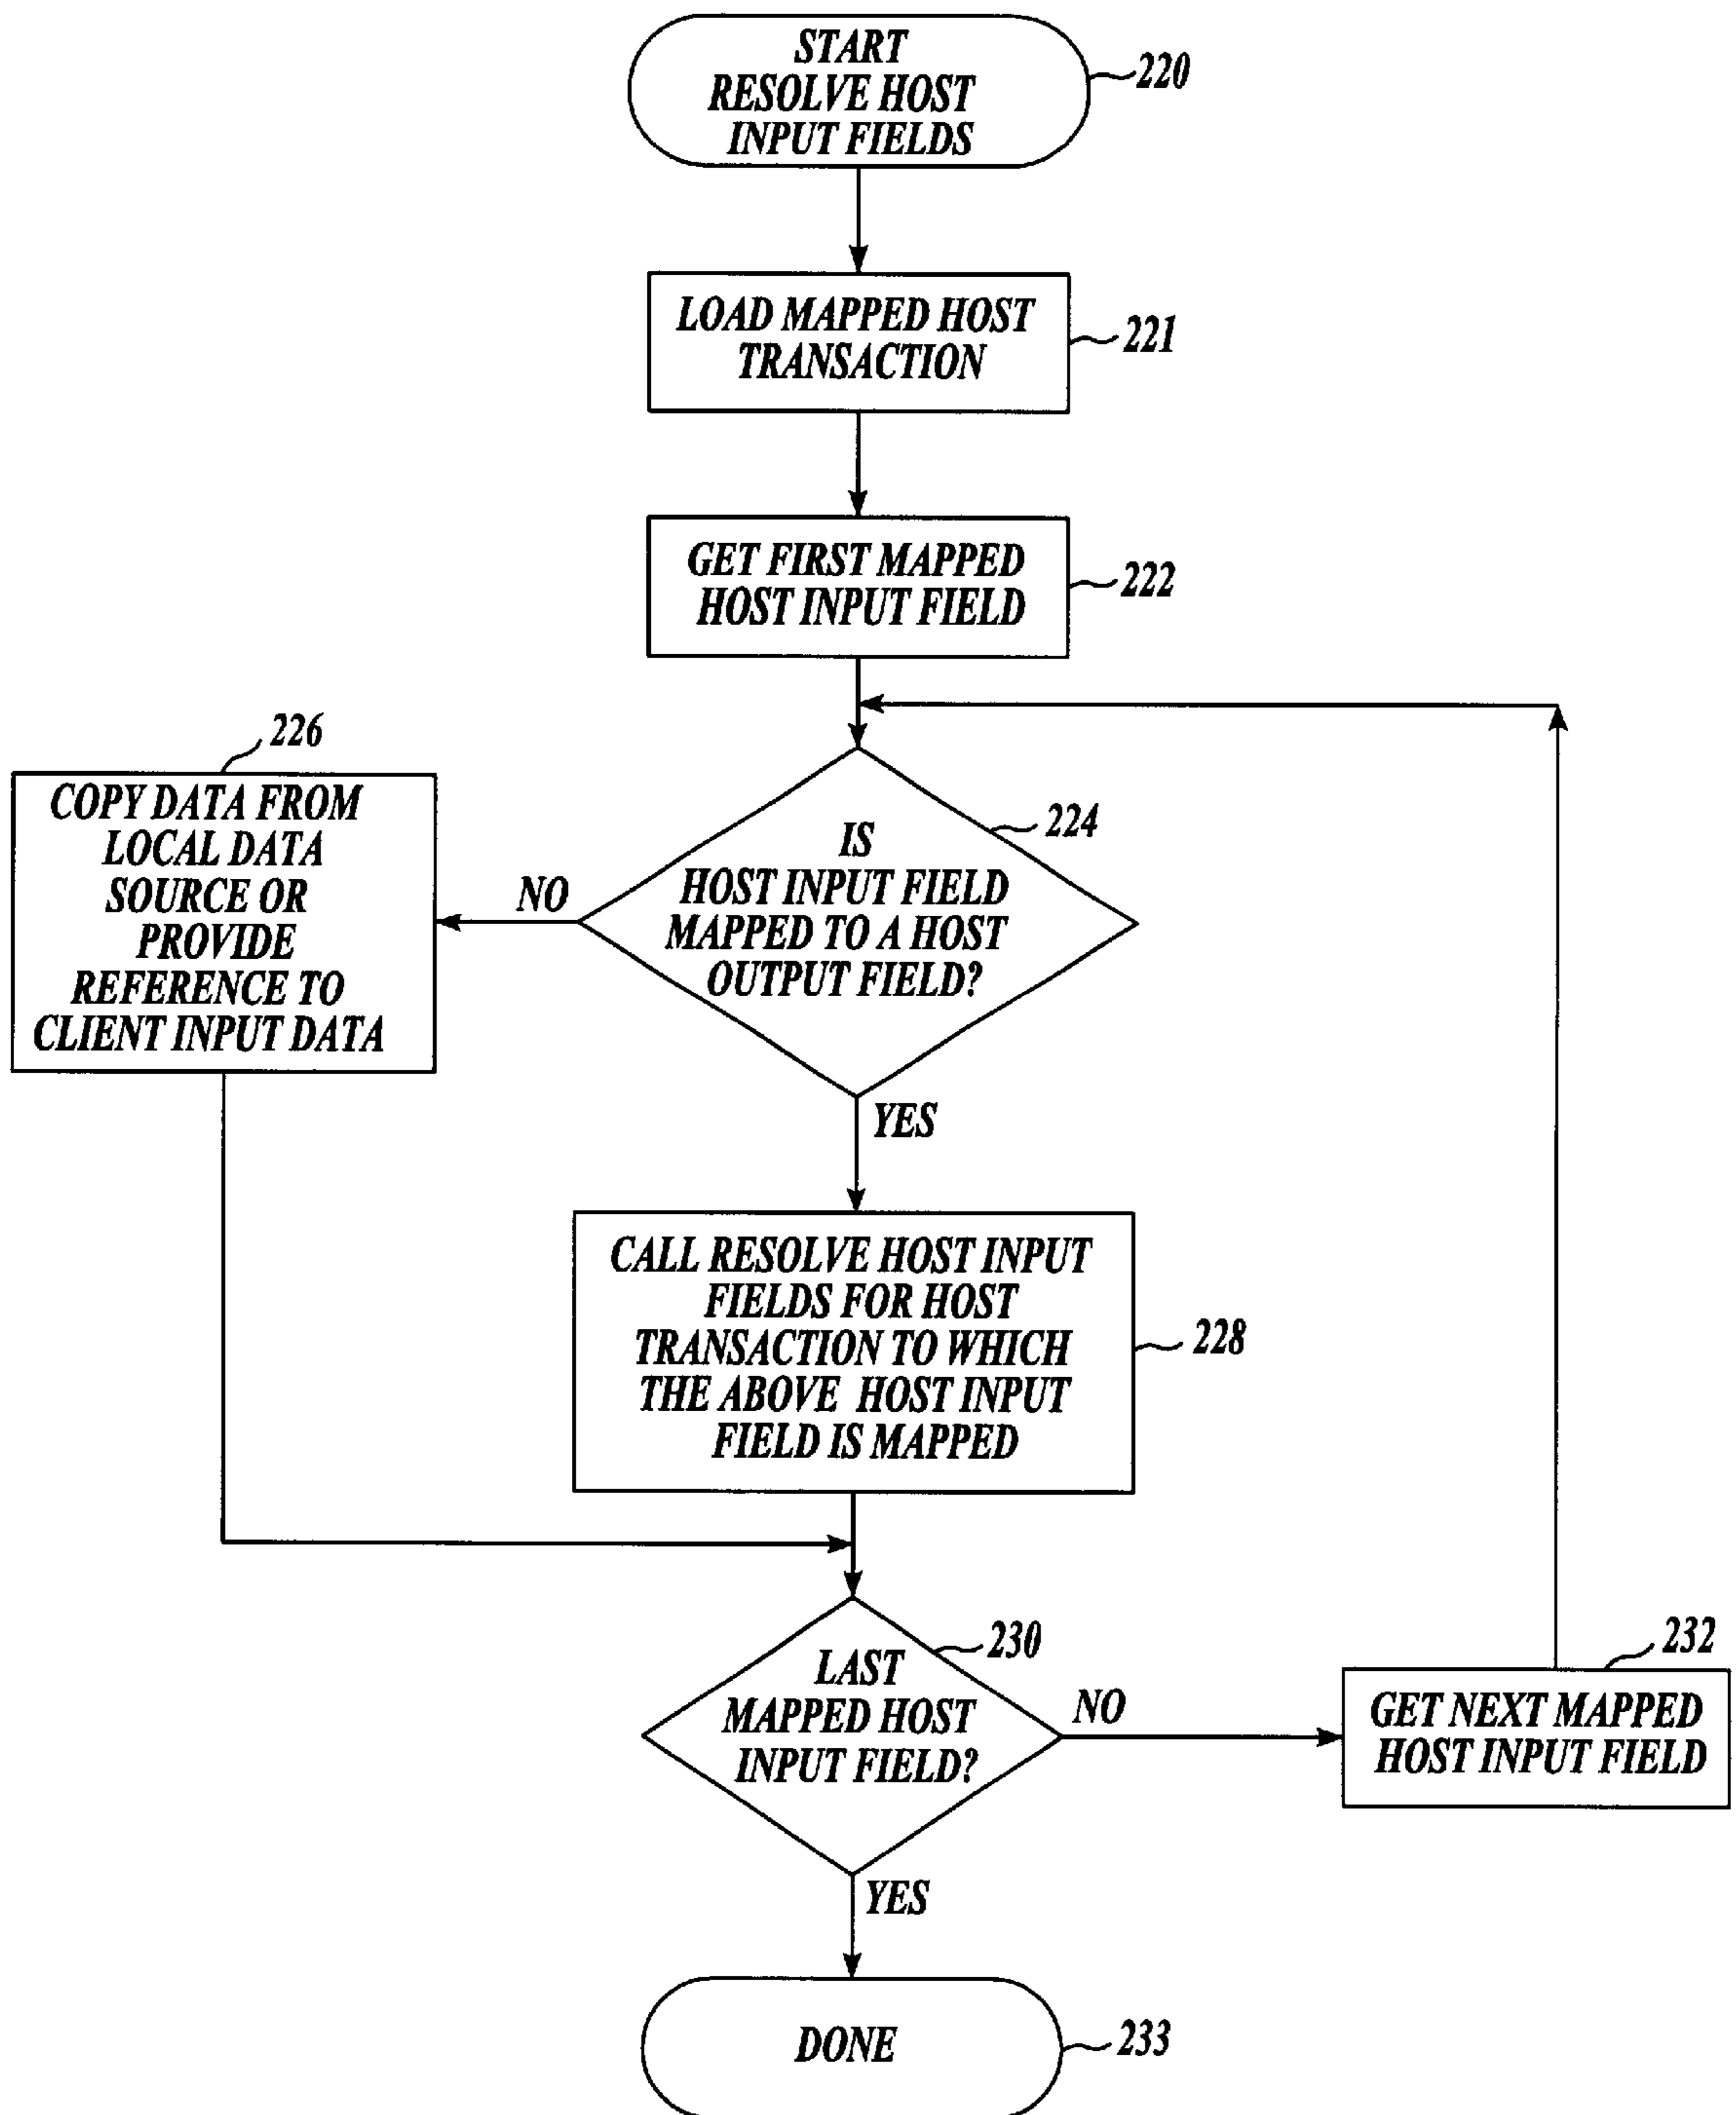 START
RESOLVE HOST
INPUT FIELDS
220
LOAD MAPPED HOST
TRANSACTION
221
GET FIRST MAPPED
HOST INPUT FIELD
222
226
COPY DATA FROM
LOCAL DATA
SOURCE OR
PROVIDE
REFERENCE TO
CLIENT INPUT DATA
NO
IS
HOST INPUT FIELD
MAPPED TO A HOST
OUTPUT FIELD?
224
YES
CALL RESOLVE HOST INPUT
FIELDS FOR HOST
TRANSACTION TO WHICH
THE ABOVE HOST INPUT
FIELD IS MAPPED
228
LAST
MAPPED HOST
INPUT FIELD?
230
NO
232
GET NEXT MAPPED
HOST INPUT FIELD
YES
DONE
233